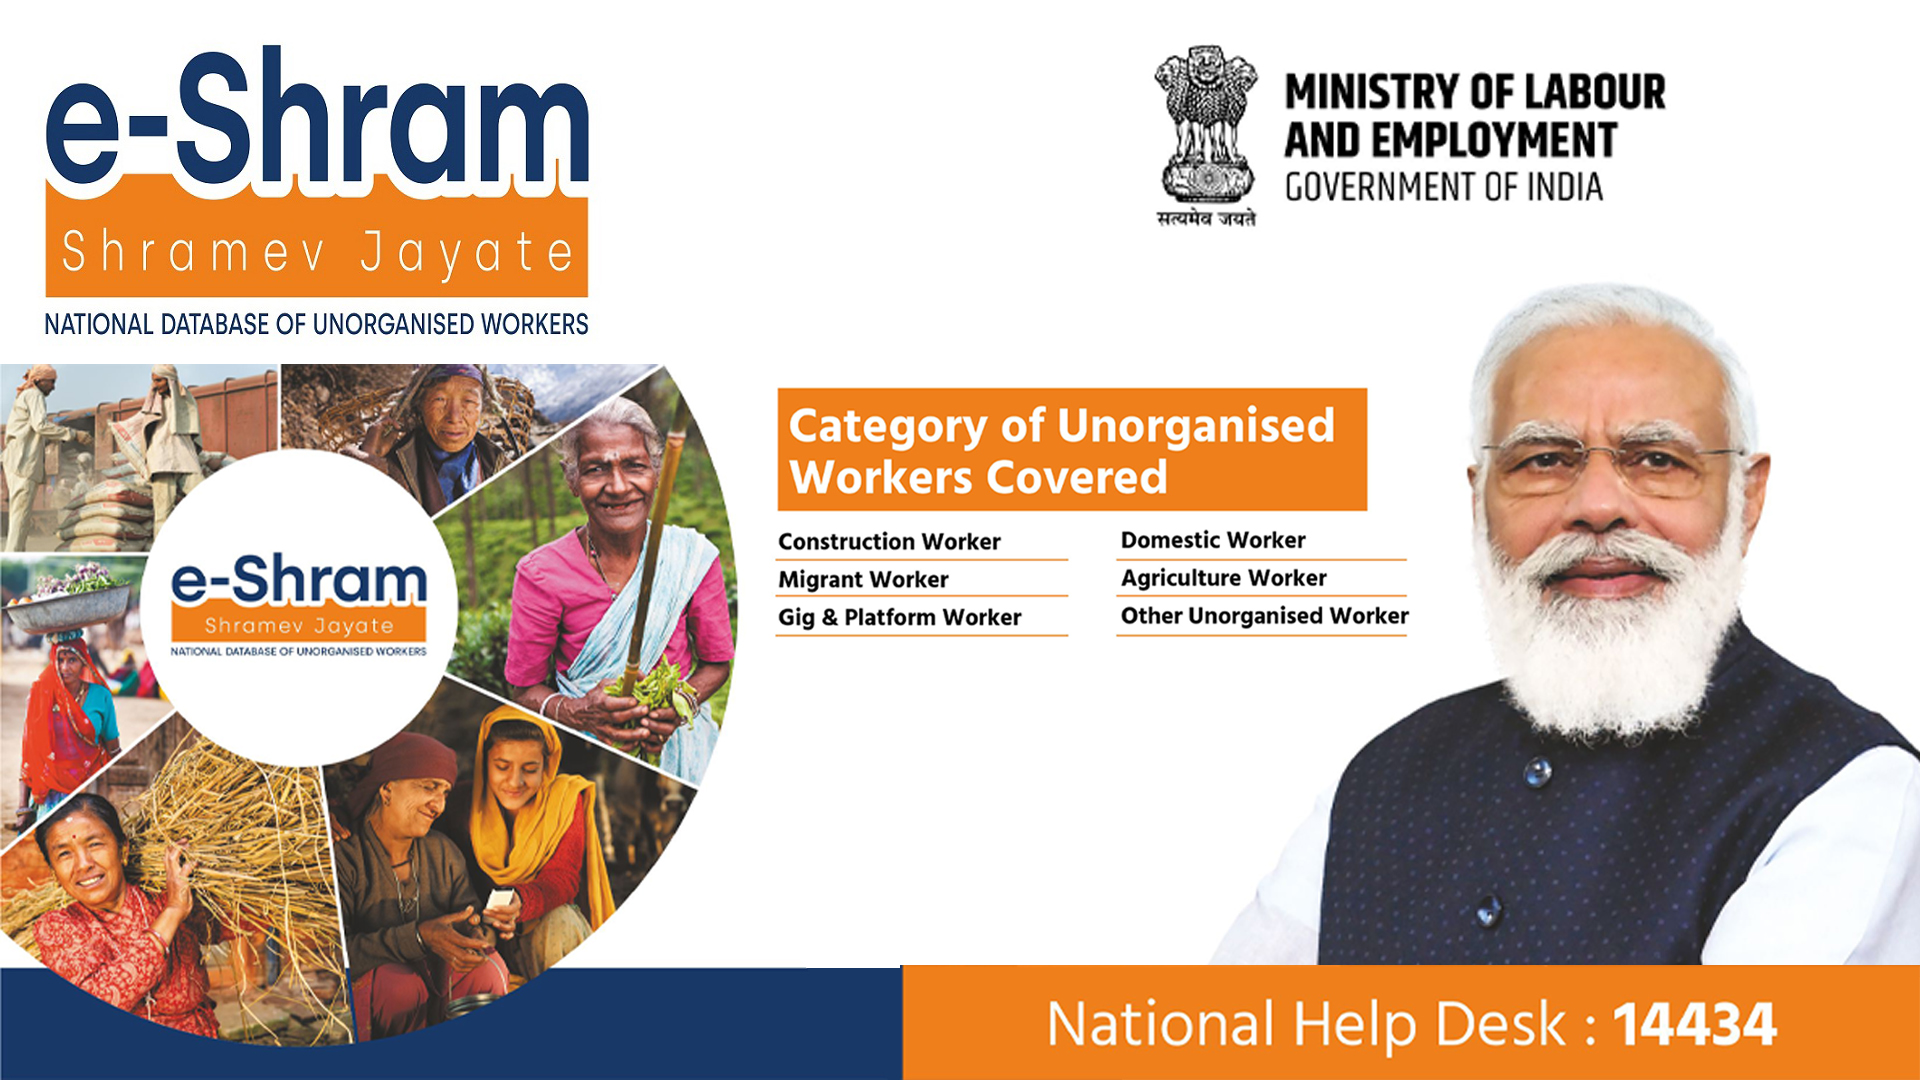 e-Shram
Shramev Jayate
NATIONAL DATABASE OF UNORGANISED WORKERS
सत्यमेव जयते
MINISTRY OF LABOUR
AND EMPLOYMENT
GOVERNMENT OF INDIA
e-Shram
Shramev Jayate
NATIONAL DATABASE OF UNORGANISED WORKERS
Category of Unorganised
Workers Covered
Construction Worker
Migrant Worker
Gig & Platform Worker
Domestic Worker
Agriculture Worker
Other Unorganised Worker
National Help Desk : 14434